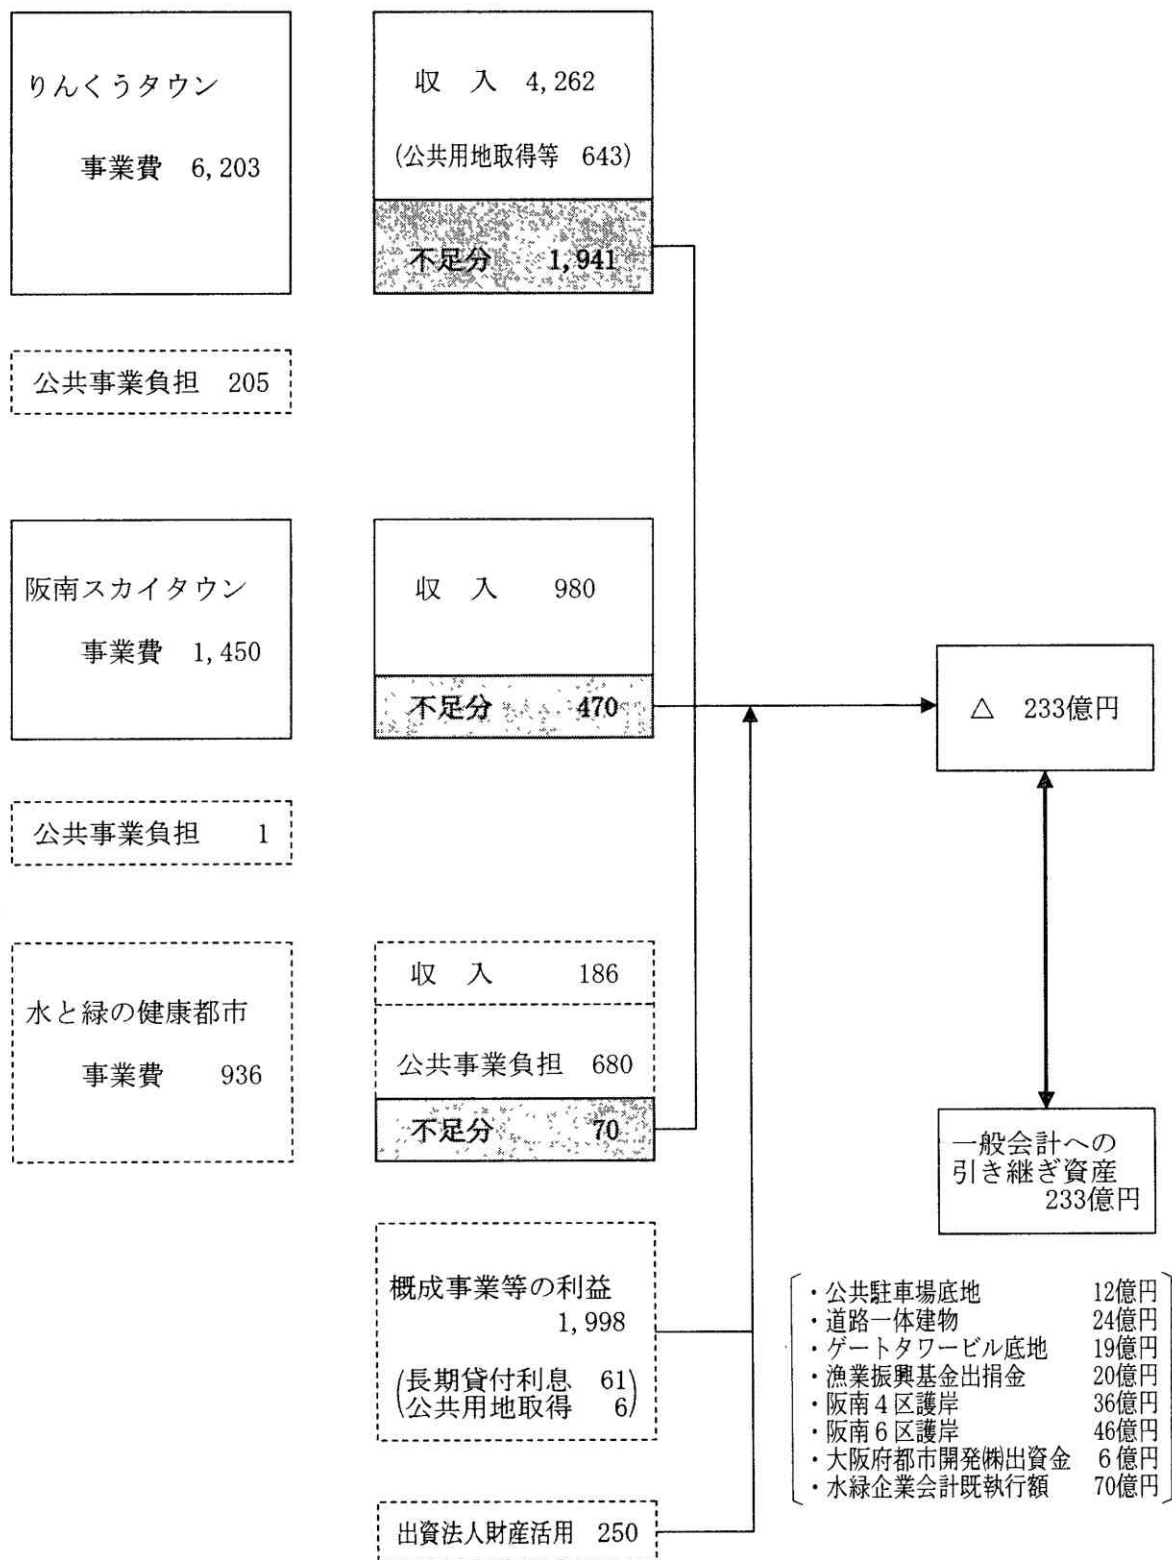 りんくうタウン
事業費 6,203
収 入 4,262
(公共用地取得等 643)
不足分 1,941
公共事業負担 205
阪南スカイタウン
事業費 1,450
収 入 980
不足分 470
△ 233億円
公共事業負担 1
水と緑の健康都市
事業費 936
収 入 186
公共事業負担 680
不足分 70
一般会計への
引き継ぎ資産
233億円
概成事業等の利益
1,998
(長期貸付利息 61)
(公共用地取得 6)
・公共駐車場底地 12億円
・道路一体建物 24億円
・ゲートタワービル底地 19億円
・漁業振興基金出捐金 20億円
・阪南4区護岸 36億円
・阪南6区護岸 46億円
・大阪府都市開発㈱出資金 6億円
・水緑企業会計既執行額 70億円
出資法人財産活用 250